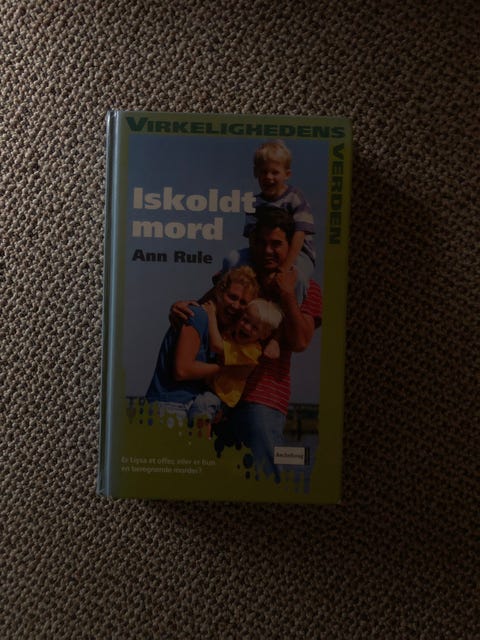 VIRKELIGHEDENS
VERDEN
Iskoldt
mord
Ann Rule
Er Liysa et offer, eller er hun
en beregnende morder?